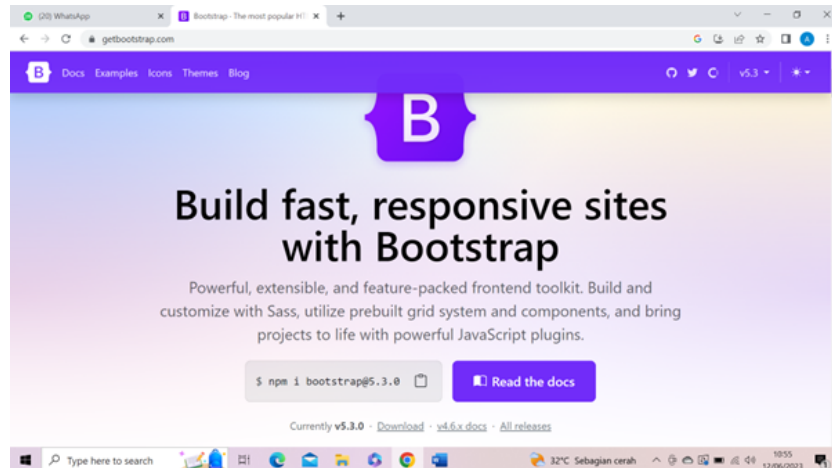 (20) WhatsApp
Bootstrap - The most popular HT
getbootstrap.com
B Docs Examples Icons Themes Blog
v5.3
B
Build fast, responsive sites
with Bootstrap
Powerful, extensible, and feature-packed frontend toolkit. Build and
customize with Sass, utilize prebuilt grid system and components, and bring
projects to life with powerful JavaScript plugins.
$ npm i bootstrap@5.3.0
Read the docs
Currently v5.3.0 · Download · v4.6.x docs · All releases
Type here to search
32°C Sebagian cerah
10:55
12/06/2023